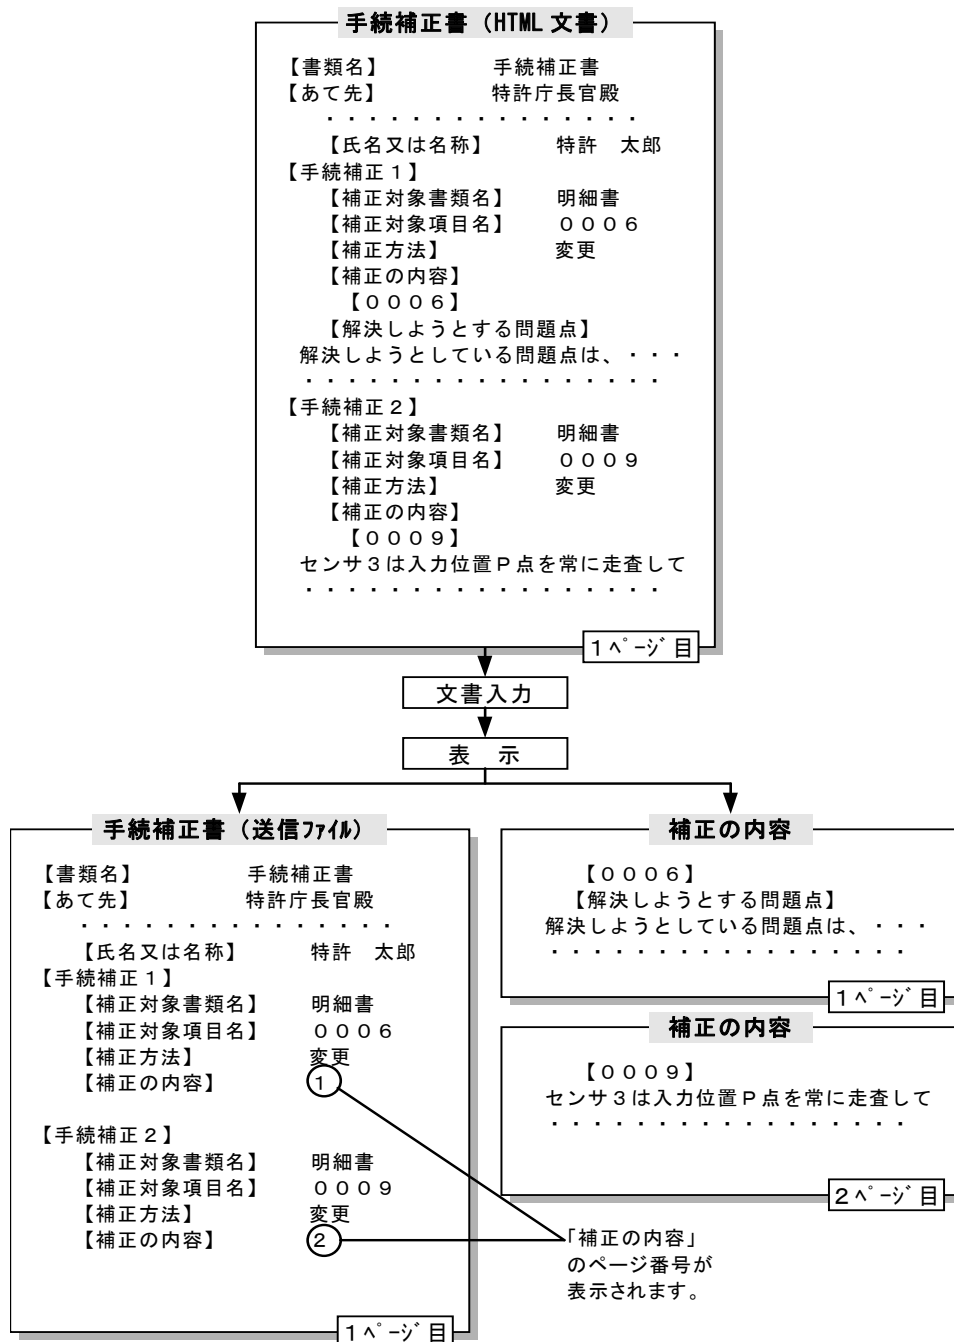 手続補正書（HTML 文書）
【書類名】　　　　　手続補正書
【あて先】　　　　　特許庁長官殿
・・・・・・・・・・・・・・・
【氏名又は名称】　　　特許　太郎
【手続補正１】
【補正対象書類名】　　明細書
【補正対象項目名】　　０００６
【補正方法】　　　　　変更
【補正の内容】
【０００６】
【解決しようとする問題点】
解決しようとしている問題点は、・・・
・・・・・・・・・・・・・・・・・
【手続補正２】
【補正対象書類名】　　明細書
【補正対象項目名】　　０００９
【補正方法】　　　　　変更
【補正の内容】
【０００９】
センサ３は入力位置Ｐ点を常に走査して
・・・・・・・・・・・・・・・・・
１ﾍﾟｰｼﾞ目
文書入力
表　示
手続補正書（送信ﾌｧｲﾙ）
【書類名】　　　　　手続補正書
【あて先】　　　　　特許庁長官殿
・・・・・・・・・・・・・・・
【氏名又は名称】　　　特許　太郎
【手続補正１】
【補正対象書類名】　　明細書
【補正対象項目名】　　０００６
【補正方法】　　　　　変更
【補正の内容】　　　　１
【手続補正２】
【補正対象書類名】　　明細書
【補正対象項目名】　　０００９
【補正方法】　　　　　変更
【補正の内容】　　　　２
１ﾍﾟｰｼﾞ目
補正の内容
【０００６】
【解決しようとする問題点】
解決しようとしている問題点は、・・・
・・・・・・・・・・・・・・・・・
１ﾍﾟｰｼﾞ目
補正の内容
【０００９】
センサ３は入力位置Ｐ点を常に走査して
・・・・・・・・・・・・・・・・・
２ﾍﾟｰｼﾞ目
「補正の内容」
のページ番号が
表示されます。